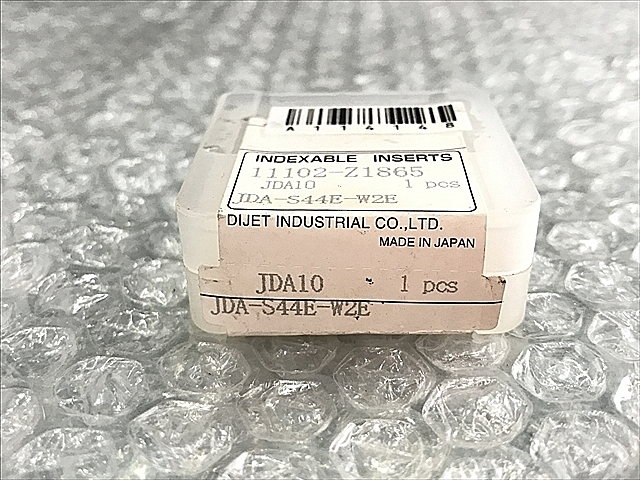 A114148
INDEXABLE INSERTS
11102-Z1865
JDA10 1 pcs
JDA-S44E-W2E
DIJET INDUSTRIAL CO.,LTD.
MADE IN JAPAN
JDA10 1 pcs
JDA-S44E-W2E